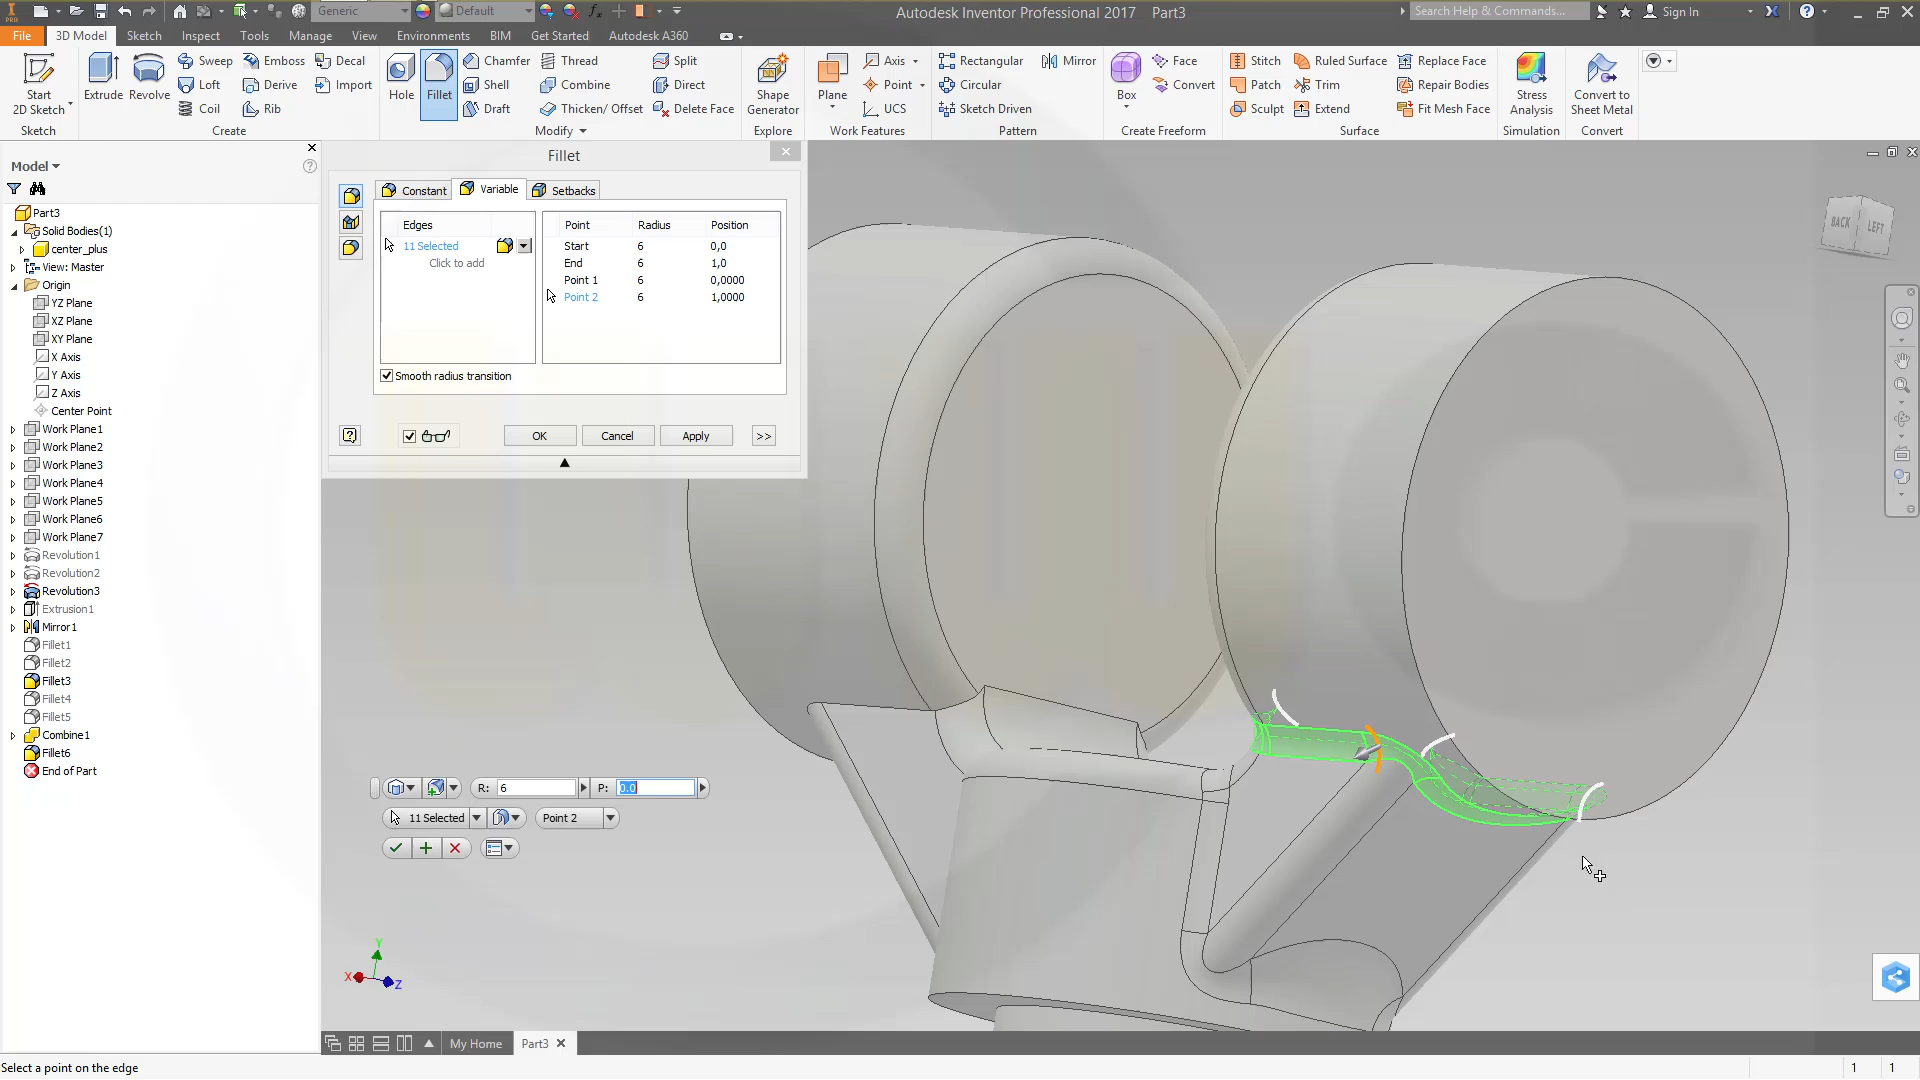 Generic
Default
Autodesk Inventor Professional 2017 Part3
Search Help & Commands...
Sign In
PRO
File 3D Model Sketch Inspect Tools Manage View Environments BIM Get Started Autodesk A360
Start
2D Sketch
Sketch
Extrude
Revolve
Sweep
Loft
Coil
Emboss
Derive
Rib
Decal
Import
Create
Hole
Fillet
Chamfer
Shell
Draft
Thread
Combine
Thicken/ Offset
Split
Direct
Delete Face
Modify
Shape
Generator
Explore
Plane
Axis
Point
UCS
Work Features
Rectangular
Circular
Sketch Driven
Mirror
Pattern
Box
Face
Convert
Create Freeform
Stitch
Patch
Sculpt
Ruled Surface
Trim
Extend
Replace Face
Repair Bodies
Fit Mesh Face
Surface
Stress
Analysis
Simulation
Convert to
Sheet Metal
Convert
Model
Part3
Solid Bodies(1)
center_plus
View: Master
Origin
YZ Plane
XZ Plane
XY Plane
X Axis
Y Axis
Z Axis
Center Point
Work Plane1
Work Plane2
Work Plane3
Work Plane4
Work Plane5
Work Plane6
Work Plane7
Revolution1
Revolution2
Revolution3
Extrusion1
Mirror1
Fillet1
Fillet2
Fillet3
Fillet4
Fillet5
Combine1
Fillet6
End of Part
Fillet
Constant Variable Setbacks
Edges
11 Selected
Click to add
Point Radius Position
Start 6 0,0
End 6 1,0
Point 1 6 0,0000
Point 2 6 1,0000
Smooth radius transition
OK Cancel Apply >>
BACK LEFT
R: 6 P: 0.0
11 Selected Point 2
Y
X
Z
My Home Part3
Select a point on the edge
1 1